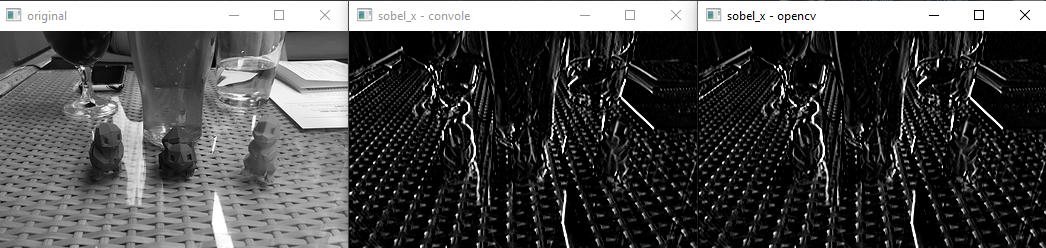 original
sobel_x - convole
sobel_x - opencv